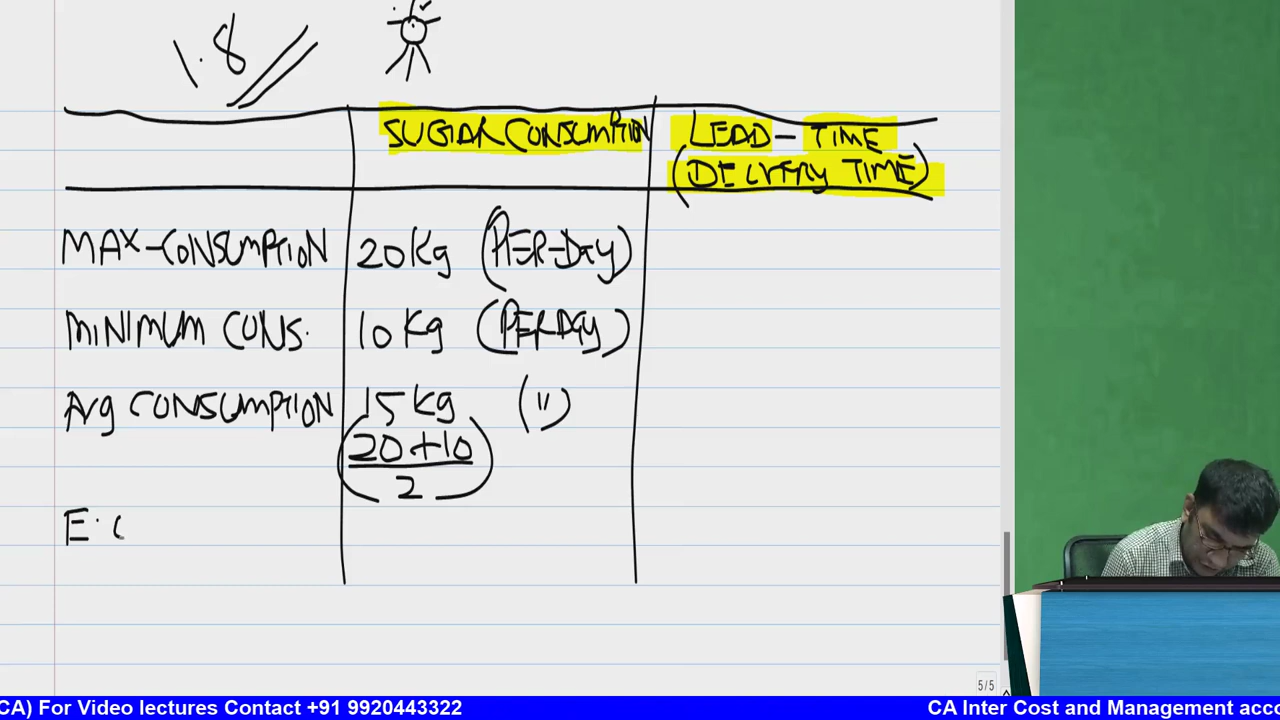 1.8
SUGAR CONSUMPTION
LEAD - TIME
(DELIVERY TIME)
MAX-CONSUMPTION 20 Kg (PER-DAY)
MINIMUM CONS. 10 Kg (PER DAY)
Avg CONSUMPTION 15 kg (")
(20+10
2)
E.
5/5
CA) For Video lectures Contact +91 9920443322
CA Inter Cost and Management acco